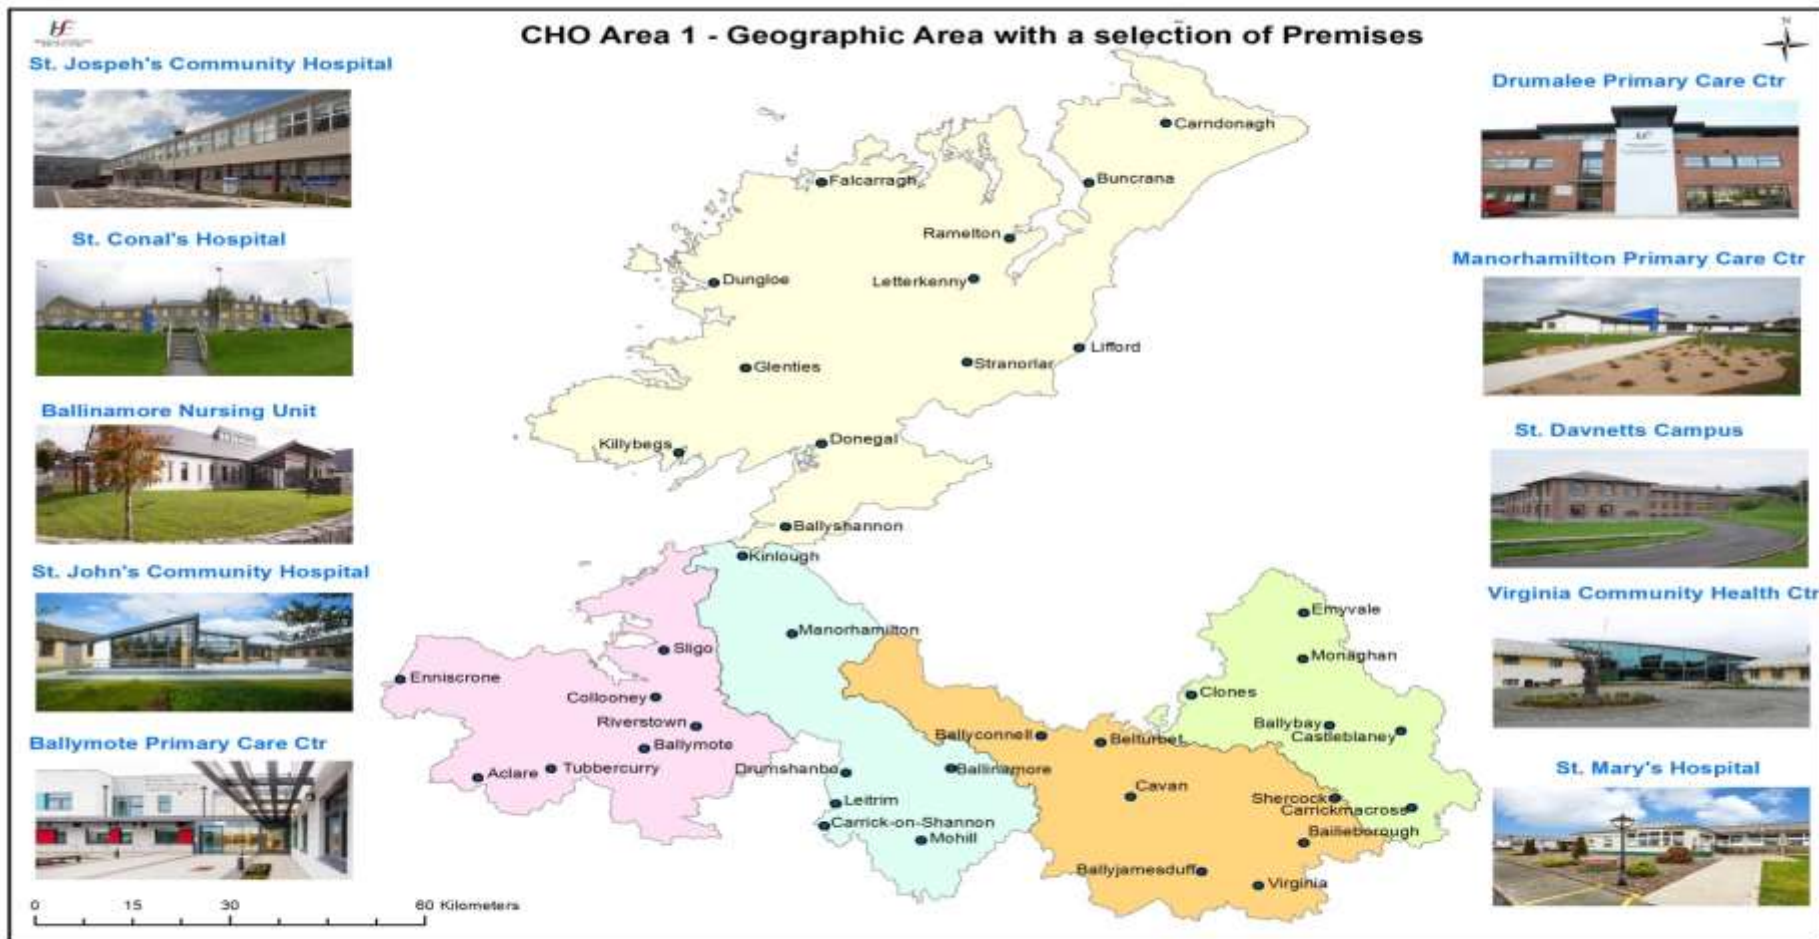 CHO Area 1 - Geographic Area with a selection of Premises
N
St. Jospeh's Community Hospital
St. Conal's Hospital
Ballinamore Nursing Unit
St. John's Community Hospital
Ballymote Primary Care Ctr
Drumalee Primary Care Ctr
Manorhamilton Primary Care Ctr
St. Davnetts Campus
Virginia Community Health Ctr
St. Mary's Hospital
Carndonagh
Falcarragh
Buncrana
Ramelton
Dungloe
Letterkenny
Lifford
Glenties
Stranorlar
Killybegs
Donegal
Ballyshannon
Kinlough
Emyvale
Manorhamilton
Sligo
Monaghan
Enniscrone
Clones
Collooney
Riverstown
Ballybay
Castleblaney
Ballyconnell
Belturbet
Ballymote
Aclare
Tubbercurry
Drumshanbo
Ballinamore
Cavan
Shercock
Leitrim
Carrickmacross
Carrick-on-Shannon
Mohill
Bailieborough
Ballyjamesduff
Virginia
0 15 30 60 Kilometers